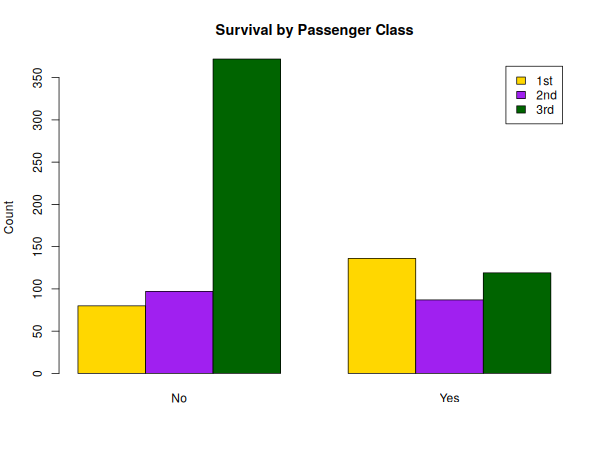 Survival by Passenger Class
Count
350
300
250
200
150
100
50
0
1st
2nd
3rd
No
Yes